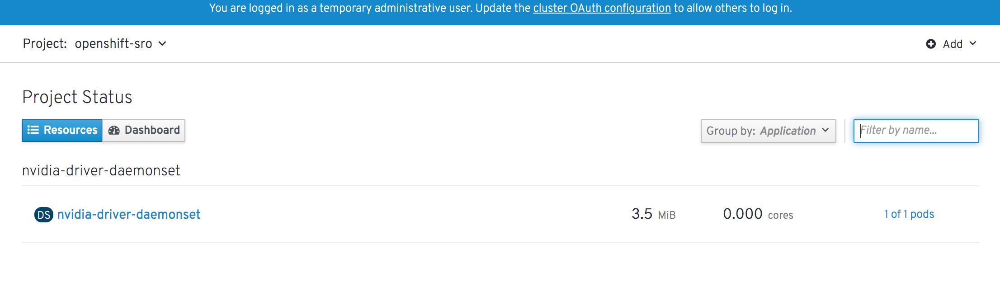 You are logged in as a temporary administrative user. Update the cluster OAuth configuration to allow others to log in.
Project: openshift-sro
Add
Project Status
Resources
Dashboard
Group by: Application
Filter by name...
nvidia-driver-daemonset
DS nvidia-driver-daemonset
3.5 MiB
0.000 cores
1 of 1 pods